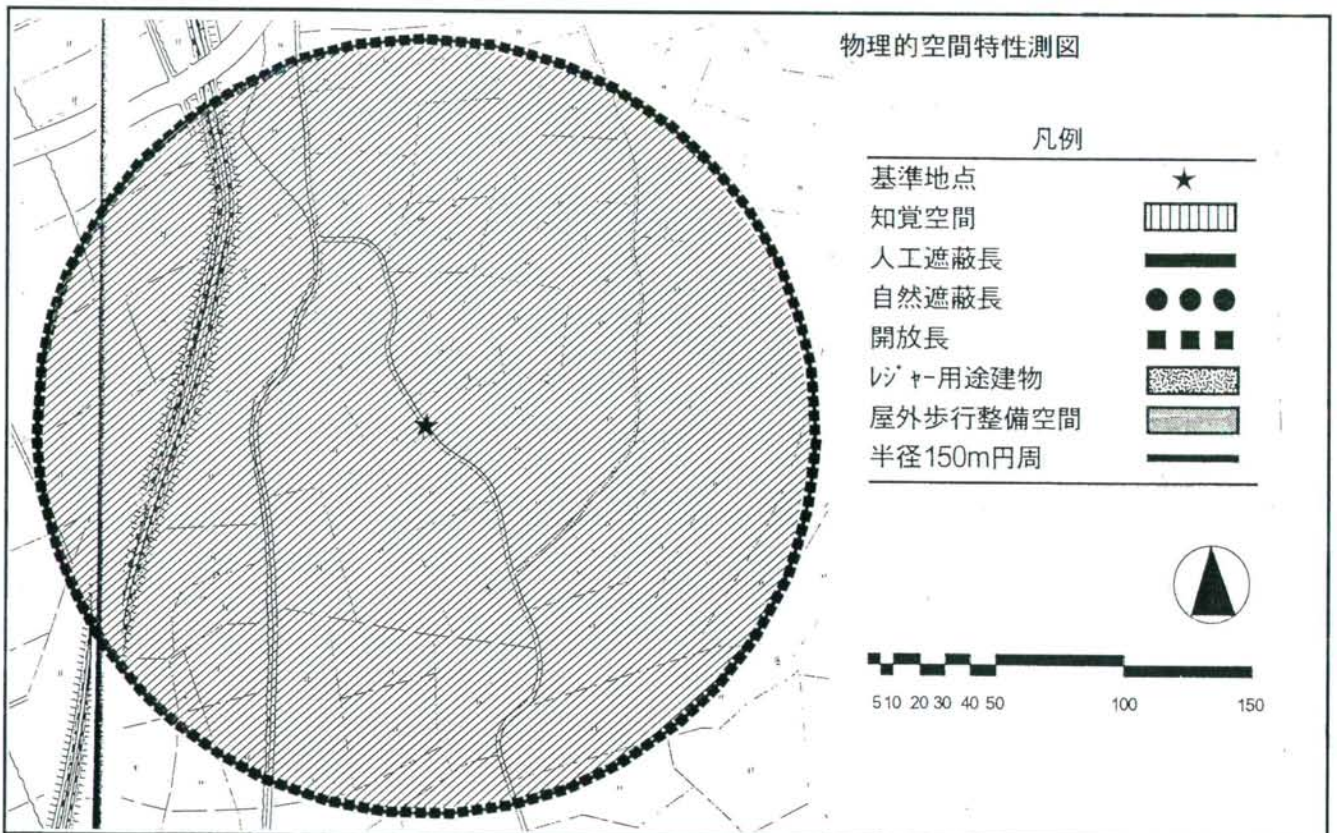 物理的空間特性測図
凡例
基準地点
知覚空間
人工遮蔽長
自然遮蔽長
開放長
ﾚｼﾞｬｰ用途建物
屋外歩行整備空間
半径150m円周
5 10 20 30 40 50 100 150